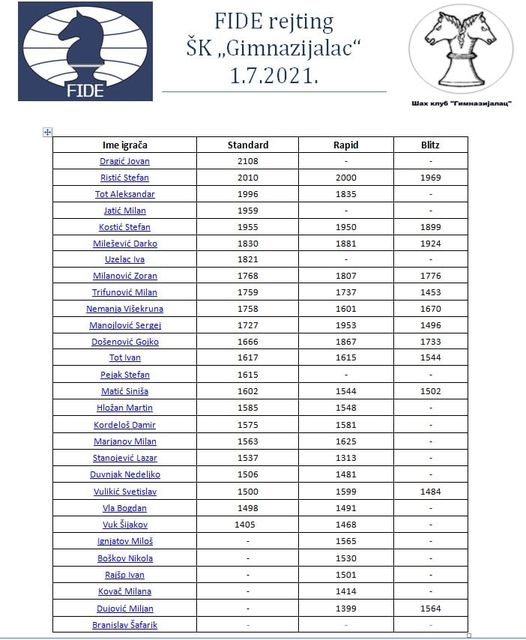 FIDE
FIDE rejting
ŠK „Gimnazijalac“
1.7.2021.
Шах клуб "Гимназијалац"
Ime igrača Standard Rapid Blitz
Dragić Jovan 2108 - -
Ristić Stefan 2010 2000 1969
Tot Aleksandar 1996 1835 -
Jatić Milan 1959 - -
Kostić Stefan 1955 1950 1899
Milešević Darko 1830 1881 1924
Uzelac Iva 1821 - -
Milanović Zoran 1768 1807 1776
Trifunović Milan 1759 1737 1453
Nemanja Višekruna 1758 1601 1670
Manojlović Sergej 1727 1953 1496
Došenović Gojko 1666 1867 1733
Tot Ivan 1617 1615 1544
Pejak Stefan 1615 - -
Matić Siniša 1602 1544 1502
Hložan Martin 1585 1548 -
Kordeloš Damir 1575 1581 -
Marjanov Milan 1563 1625 -
Stanojević Lazar 1537 1313 -
Duvnjak Nedeljko 1506 1481 -
Vulikić Svetislav 1500 1599 1484
Vla Bogdan 1498 1491 -
Vuk Šijakov 1405 1468 -
Ignjatov Miloš - 1565 -
Boškov Nikola - 1530 -
Rajšp Ivan - 1501 -
Kovač Milana - 1414 -
Dujović Miljan - 1399 1564
Branislav Šafarik - - -